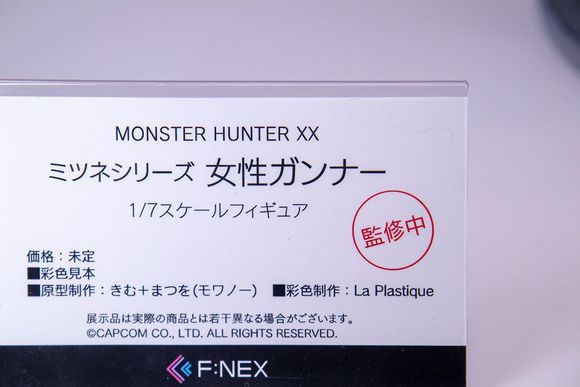 MONSTER HUNTER XX
ミツネシリーズ 女性ガンナー
1/7スケールフィギュア
監修中
価格：未定
■彩色見本
■原型制作：きむ＋まつを(モワノー) ■彩色制作：La Plastique
展示品は実際の商品とは若干異なる場合がございます。
©CAPCOM CO., LTD. ALL RIGHTS RESERVED.
F:NEX